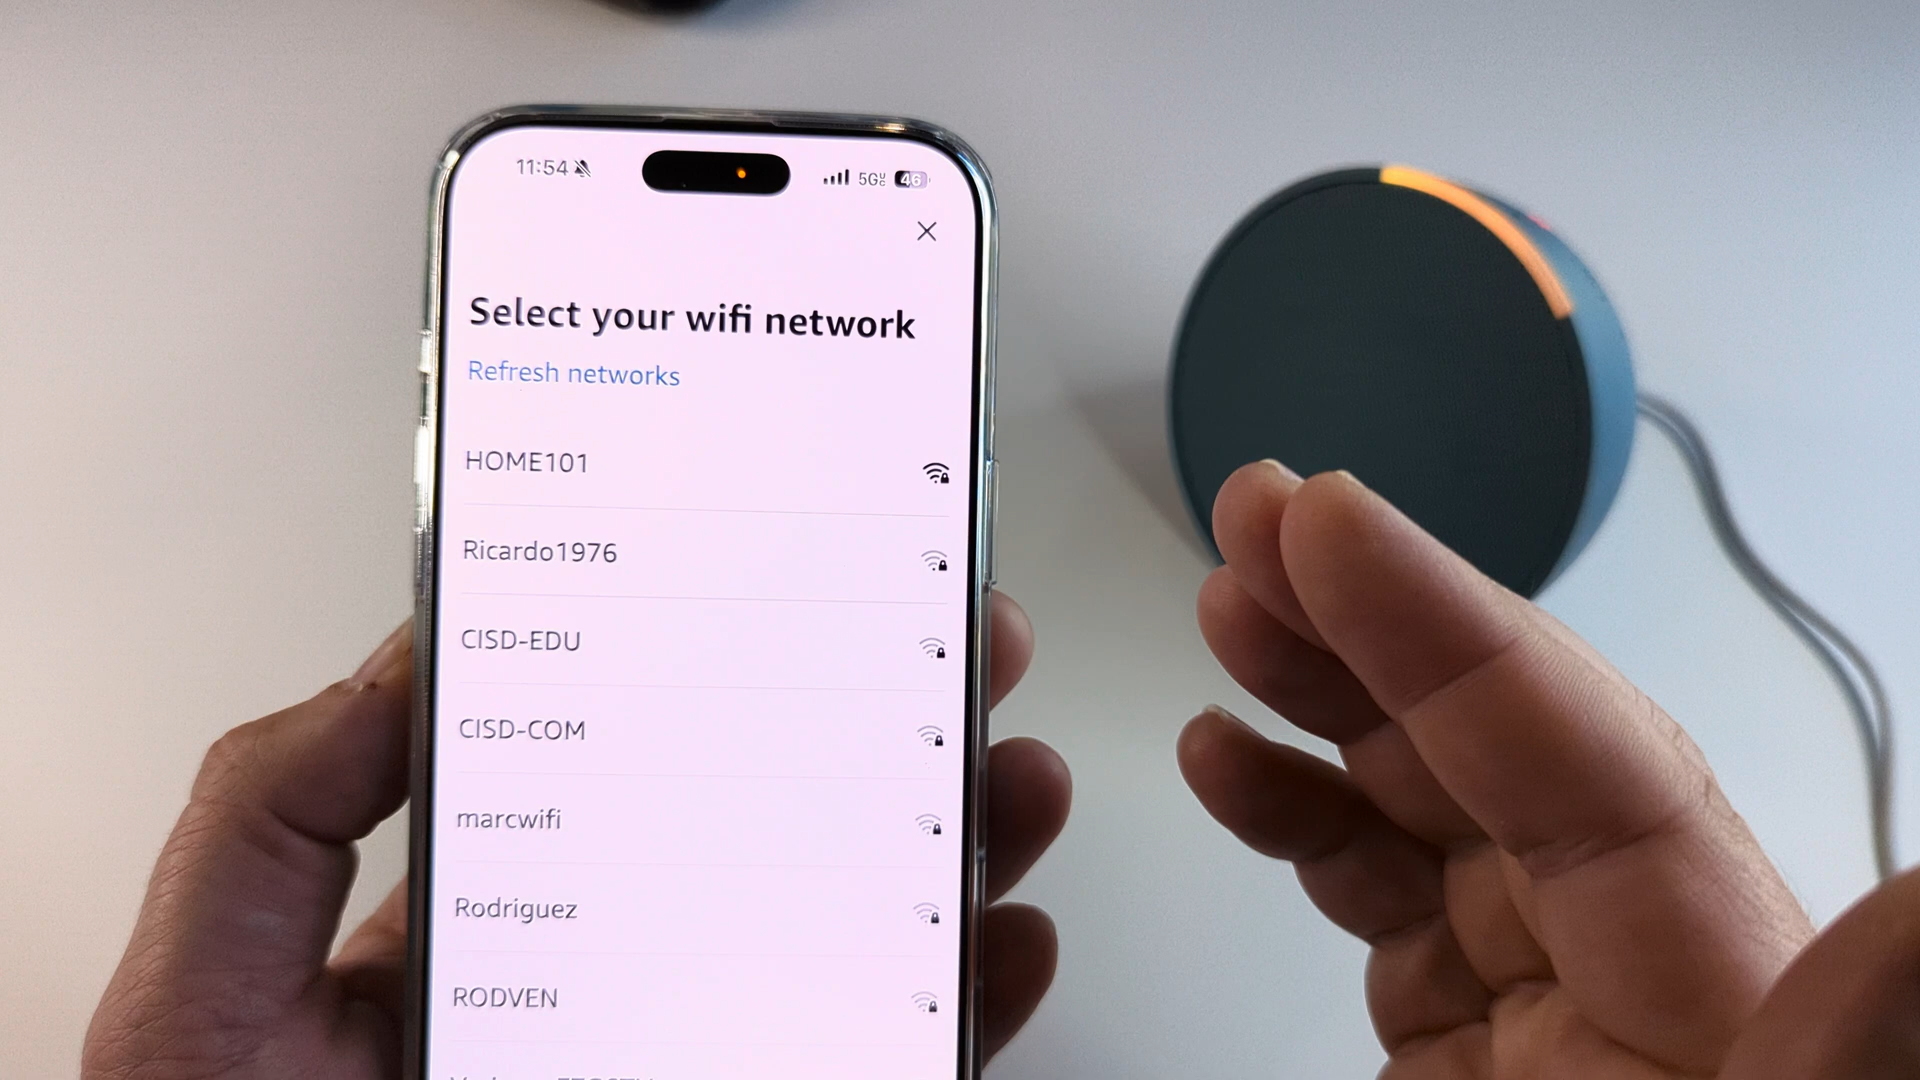 11:54
5G
46
Select your wifi network
Refresh networks
HOME101
Ricardo1976
CISD-EDU
CISD-COM
marcwifi
Rodriguez
RODVEN